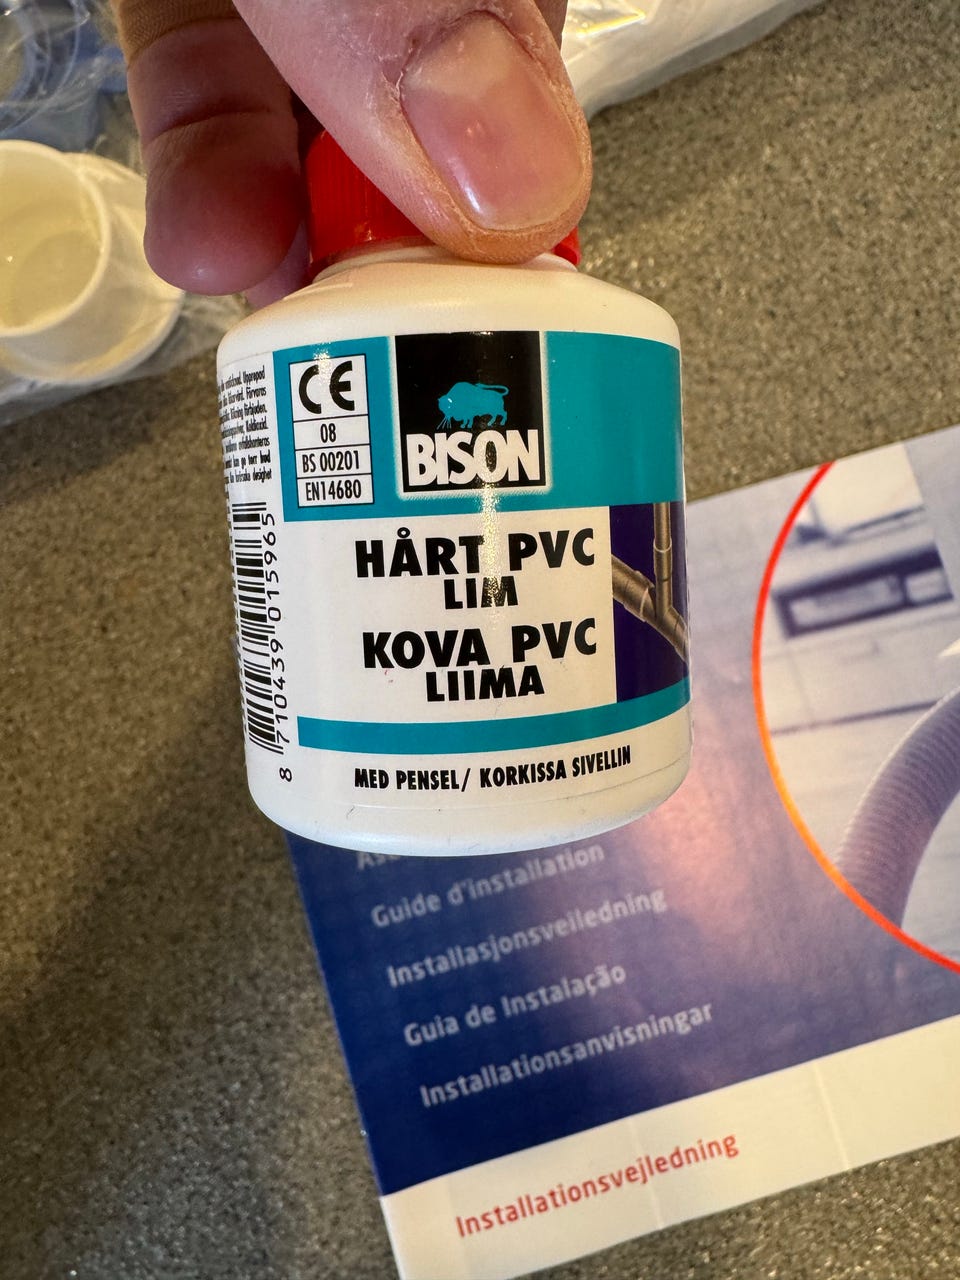 CE
08
BS 00201
EN14680
BISON
HÅRT PVC
LIM
KOVA PVC
LIIMA
MED PENSEL/ KORKISSA SIVELLIN
8 710439 015965
Guide d'installation
Installasjonsveiledning
Guia de Instalação
Installationsanvisningar
Installationsvejledning